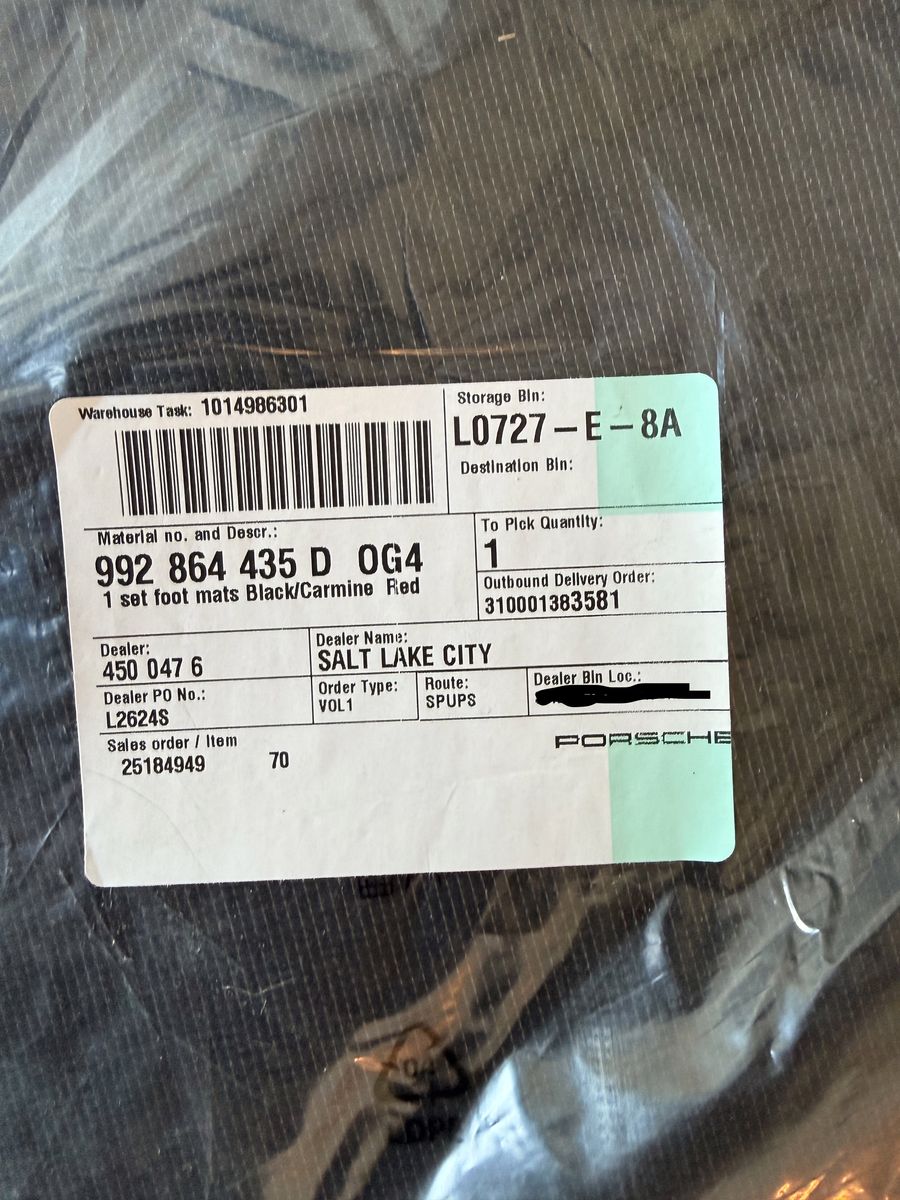 Warehouse Task: 1014986301
Storage Bin:
L0727-E-8A
Destination Bin:
Material no. and Descr.:
992 864 435 D OG4
1 set foot mats Black/Carmine Red
To Pick Quantity:
1
Outbound Delivery Order:
310001383581
Dealer:
450 047 6
Dealer Name:
SALT LAKE CITY
Dealer PO No.:
L2624S
Order Type:
VOL1
Route:
SPUPS
Dealer Bin Loc.:
Sales order / Item
25184949 70
PORSCHE
04